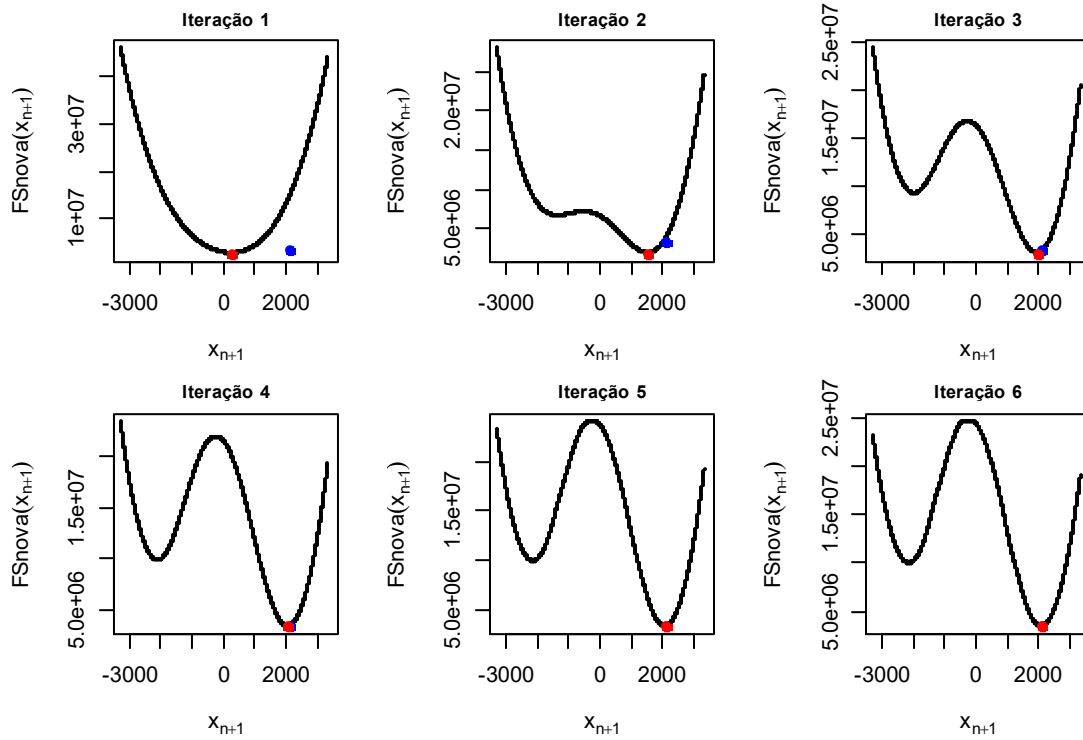 Iteração 1
FSnova(xn+1)
1e+07 3e+07
-3000 0 2000
xn+1
Iteração 2
FSnova(xn+1)
5.0e+06 2.0e+07
-3000 0 2000
xn+1
Iteração 3
FSnova(xn+1)
5.0e+06 1.5e+07 2.5e+07
-3000 0 2000
xn+1
Iteração 4
FSnova(xn+1)
5.0e+06 1.5e+07
-3000 0 2000
xn+1
Iteração 5
FSnova(xn+1)
5.0e+06 1.5e+07
-3000 0 2000
xn+1
Iteração 6
FSnova(xn+1)
5.0e+06 1.5e+07 2.5e+07
-3000 0 2000
xn+1